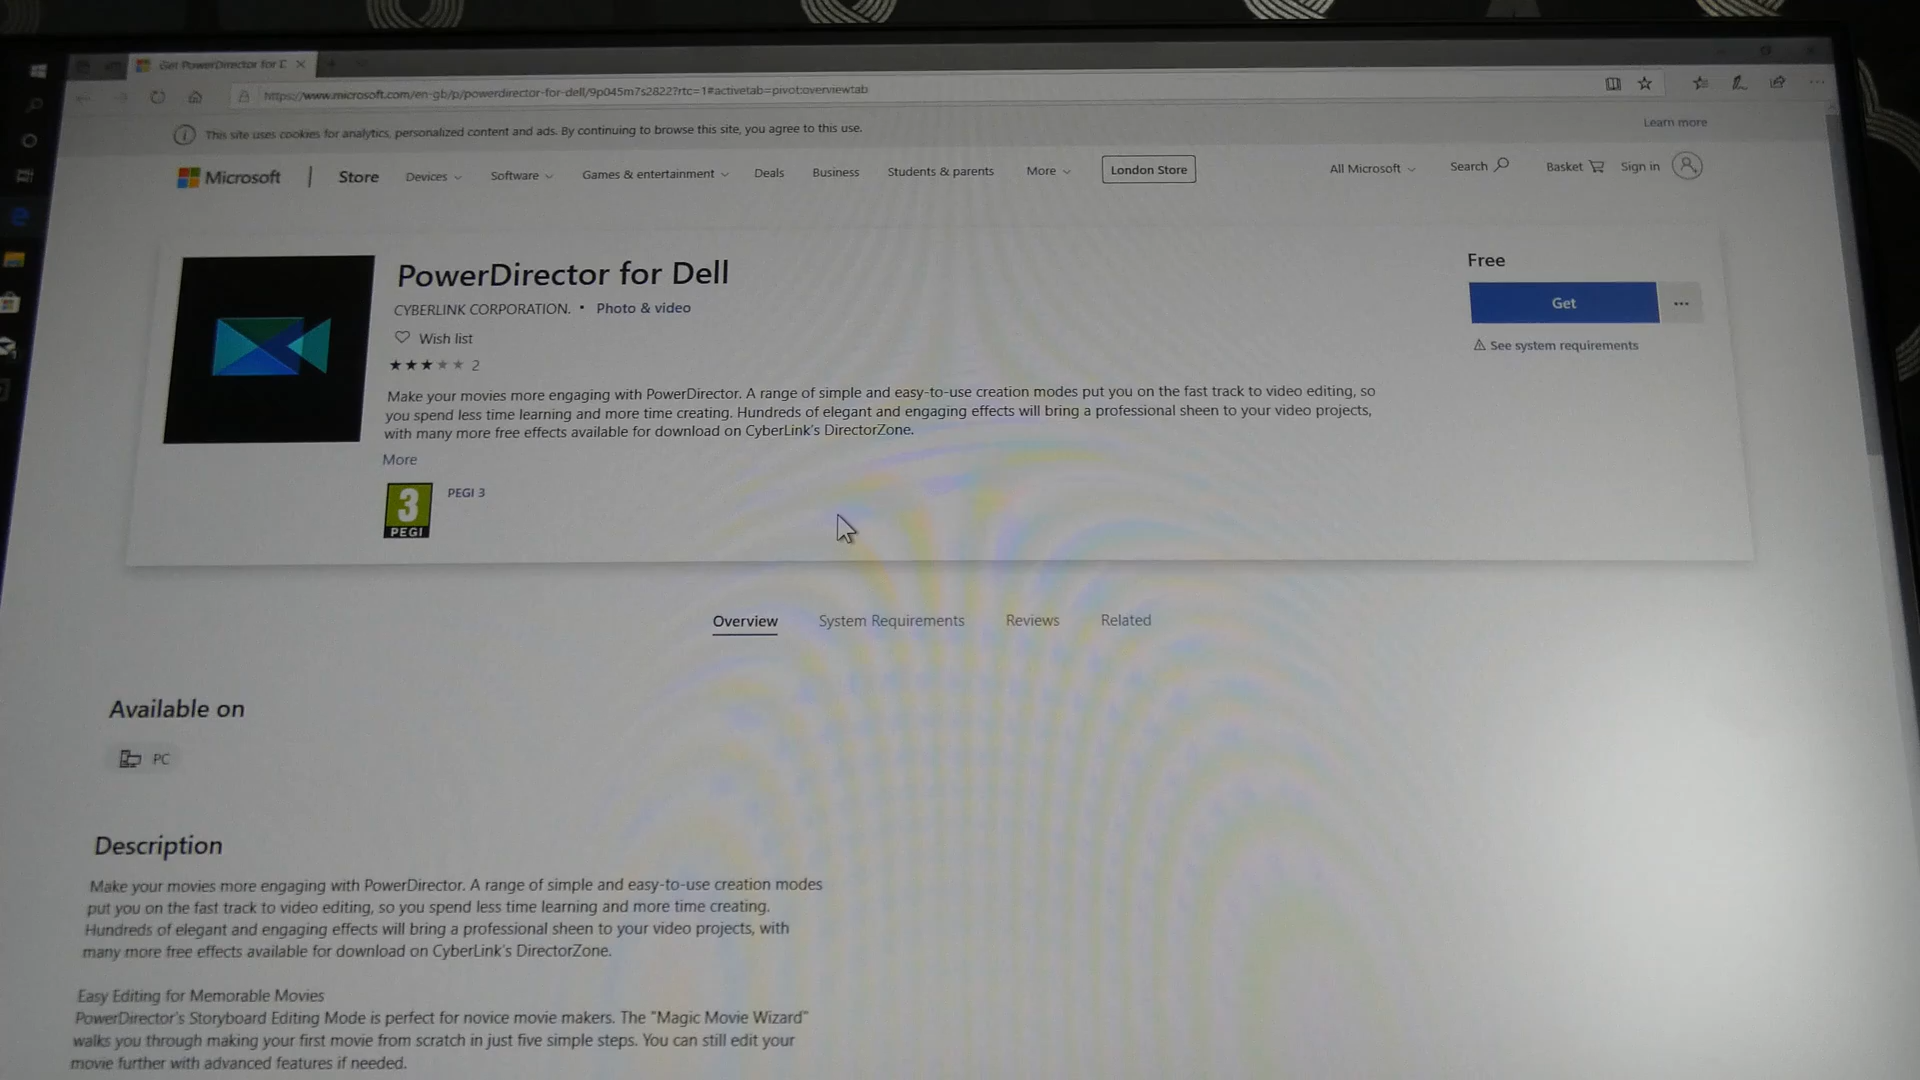 Get PowerDirector for D
https://www.microsoft.com/en-gb/p/powerdirector-for-dell/9p045m7s2822?rtc=1#activetab=pivot:overviewtab
This site uses cookies for analytics, personalized content and ads. By continuing to browse this site, you agree to this use.
Learn more
Microsoft Store Devices Software Games & entertainment Deals Business Students & parents More London Store All Microsoft Search Basket Sign in
PowerDirector for Dell
CYBERLINK CORPORATION. • Photo & video
Wish list
2
Make your movies more engaging with PowerDirector. A range of simple and easy-to-use creation modes put you on the fast track to video editing, so
you spend less time learning and more time creating. Hundreds of elegant and engaging effects will bring a professional sheen to your video projects,
with many more free effects available for download on CyberLink's DirectorZone.
More
3
PEGI
PEGI 3
Free
Get
...
See system requirements
Overview System Requirements Reviews Related
Available on
PC
Description
Make your movies more engaging with PowerDirector. A range of simple and easy-to-use creation modes
put you on the fast track to video editing, so you spend less time learning and more time creating.
Hundreds of elegant and engaging effects will bring a professional sheen to your video projects, with
many more free effects available for download on CyberLink's DirectorZone.
Easy Editing for Memorable Movies
PowerDirector's Storyboard Editing Mode is perfect for novice movie makers. The "Magic Movie Wizard"
walks you through making your first movie from scratch in just five simple steps. You can still edit your
movie further with advanced features if needed.